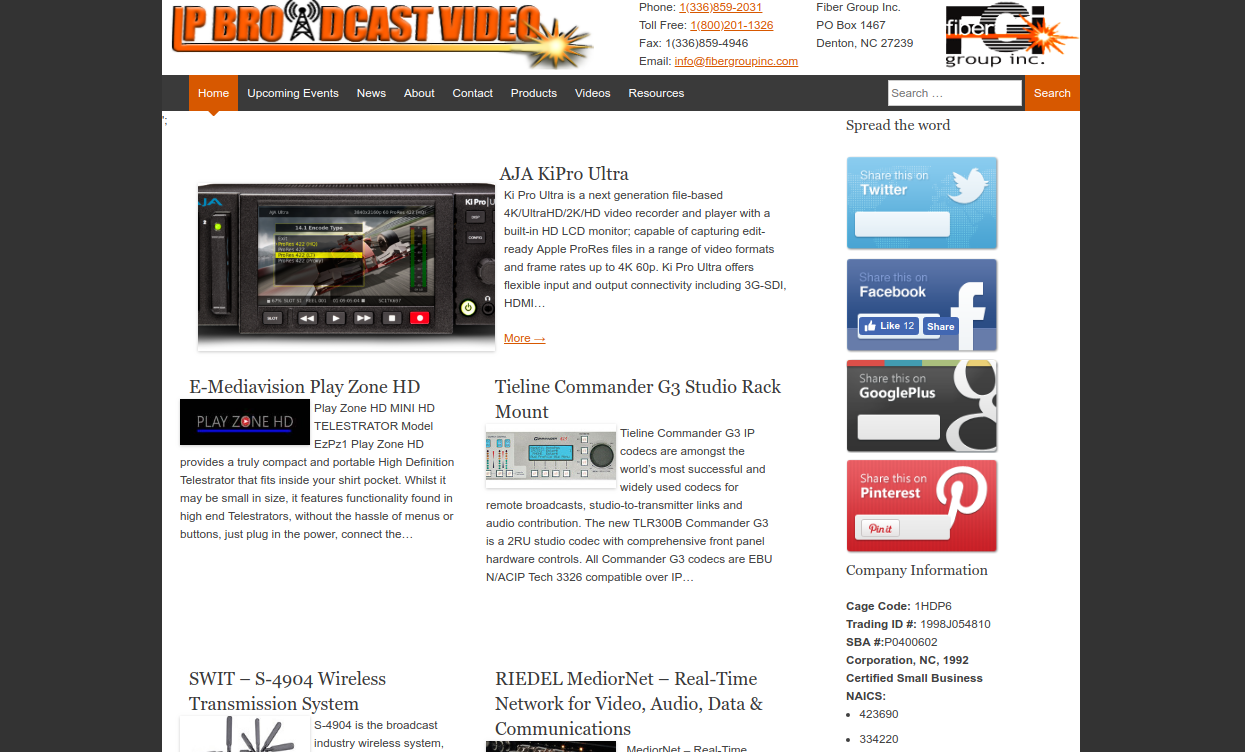 IP BROADCAST VIDEO
Phone: 1(336)859-2031
Toll Free: 1(800)201-1326
Fax: 1(336)859-4946
Email: info@fibergroupinc.com
Fiber Group Inc.
PO Box 1467
Denton, NC 27239
fiber
group inc.
Home Upcoming Events News About Contact Products Videos Resources
Search …
Search
";
AJA KiPro Ultra
Ki Pro Ultra is a next generation file-based
4K/UltraHD/2K/HD video recorder and player with a
built-in HD LCD monitor; capable of capturing edit-
ready Apple ProRes files in a range of video formats
and frame rates up to 4K 60p. Ki Pro Ultra offers
flexible input and output connectivity including 3G-SDI,
HDMI…
More →
AJA
Ki Pro U
14.1 Encode Type
ProRes 422 (HQ)
ProRes 422
SLOT
CONFIG
E-Mediavision Play Zone HD
PLAY ZONE HD
Play Zone HD MINI HD
TELESTRATOR Model
EzPz1 Play Zone HD
provides a truly compact and portable High Definition
Telestrator that fits inside your shirt pocket. Whilst it
may be small in size, it features functionality found in
high end Telestrators, without the hassle of menus or
buttons, just plug in the power, connect the…
Tieline Commander G3 Studio Rack
Mount
Tieline Commander G3 IP
codecs are amongst the
world's most successful and
widely used codecs for
remote broadcasts, studio-to-transmitter links and
audio contribution. The new TLR300B Commander G3
is a 2RU studio codec with comprehensive front panel
hardware controls. All Commander G3 codecs are EBU
N/ACIP Tech 3326 compatible over IP…
SWIT – S-4904 Wireless
Transmission System
S-4904 is the broadcast
industry wireless system,
RIEDEL MediorNet – Real-Time
Network for Video, Audio, Data &
Communications
MediorNet – Real-Time
Spread the word
Share this on
Twitter
Share this on
Facebook
Like 12
Share
Share this on
GooglePlus
Share this on
Pinterest
Pin it
Company Information
Cage Code: 1HDP6
Trading ID #: 1998J054810
SBA #:P0400602
Corporation, NC, 1992
Certified Small Business
NAICS:
• 423690
• 334220